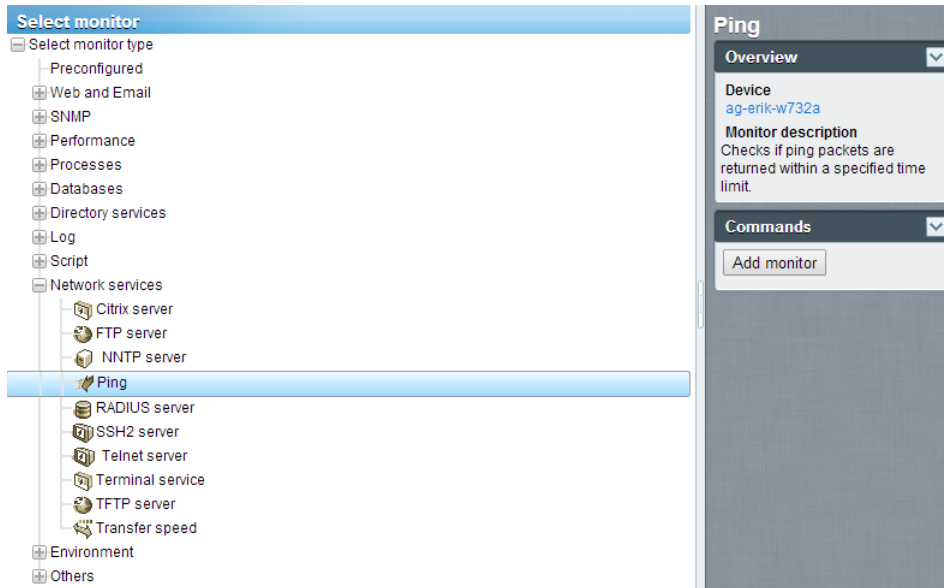 Select monitor
Select monitor type
Preconfigured
Web and Email
SNMP
Performance
Processes
Databases
Directory services
Log
Script
Network services
Citrix server
FTP server
NNTP server
Ping
RADIUS server
SSH2 server
Telnet server
Terminal service
TFTP server
Transfer speed
Environment
Others
Ping
Overview
Device
ag-erik-w732a
Monitor description
Checks if ping packets are
returned within a specified time
limit.
Commands
Add monitor